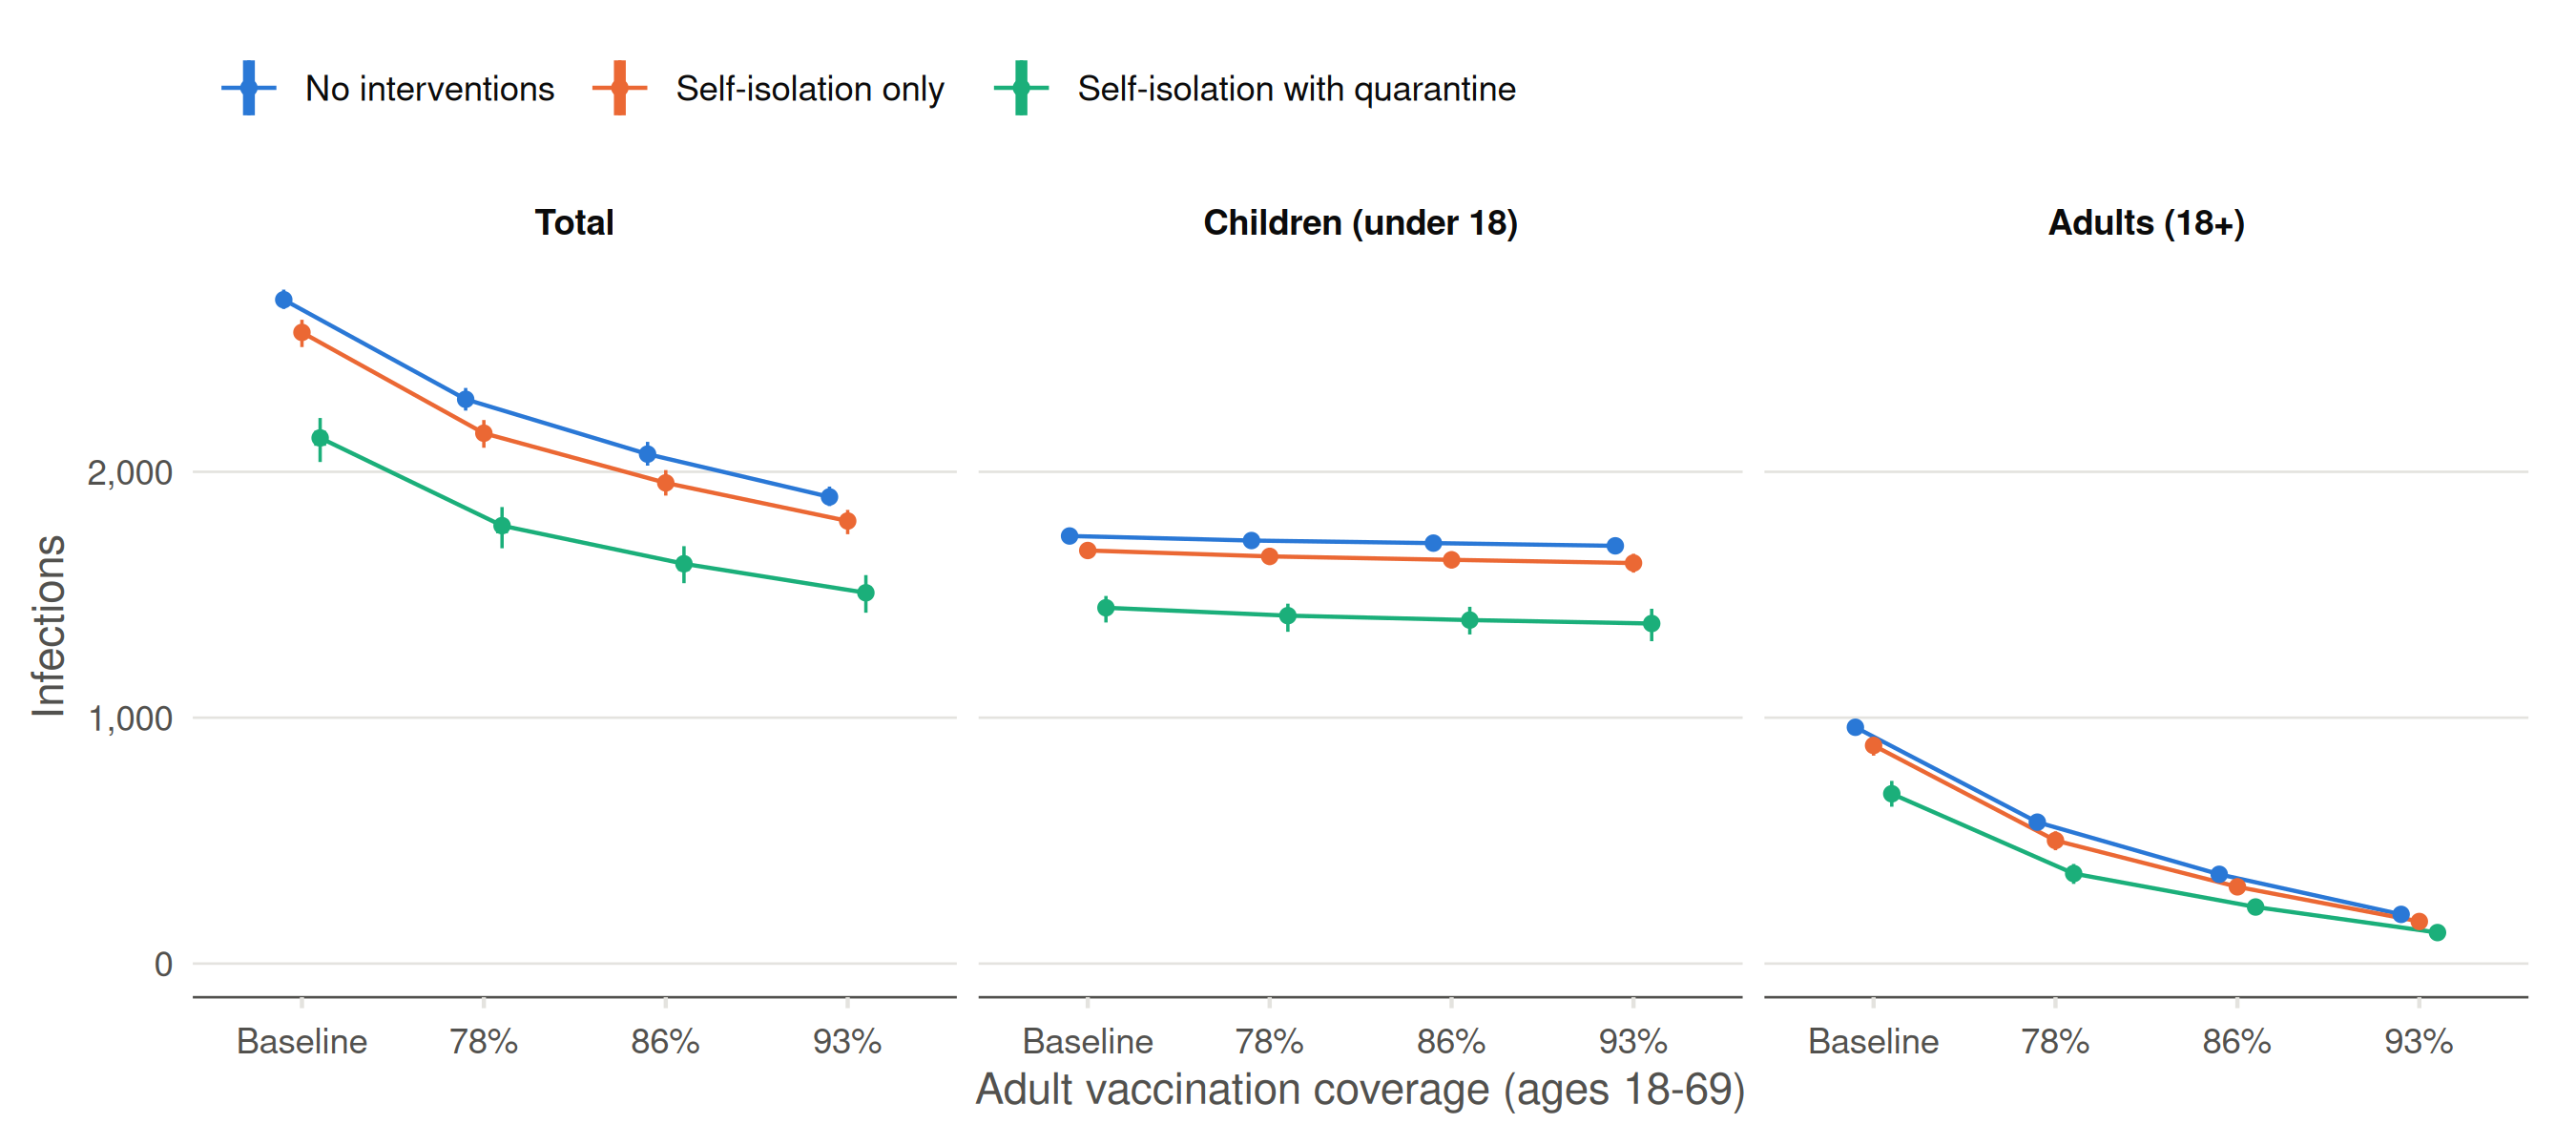 No interventions Self-isolation only Self-isolation with quarantine
Total Children (under 18) Adults (18+)
Infections
2,000
1,000
0
Baseline 78% 86% 93% Baseline 78% 86% 93% Baseline 78% 86% 93%
Adult vaccination coverage (ages 18-69)